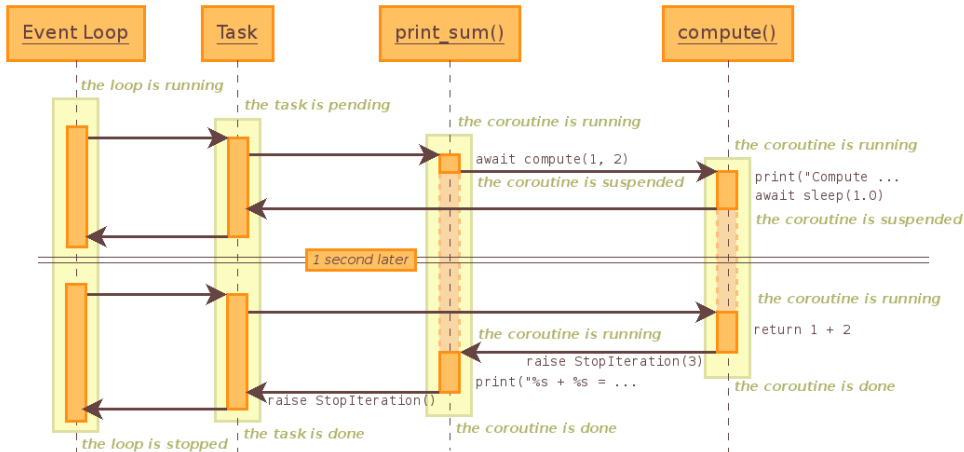 Event Loop
Task
print_sum()
compute()
the loop is running
the task is pending
the coroutine is running
the coroutine is running
await compute(1, 2)
print("Compute ...
the coroutine is suspended
await sleep(1.0)
the coroutine is suspended
1 second later
the coroutine is running
return 1 + 2
the coroutine is running
raise StopIteration(3)
print("%s + %s = ...
the coroutine is done
raise StopIteration()
the coroutine is done
the task is done
the loop is stopped